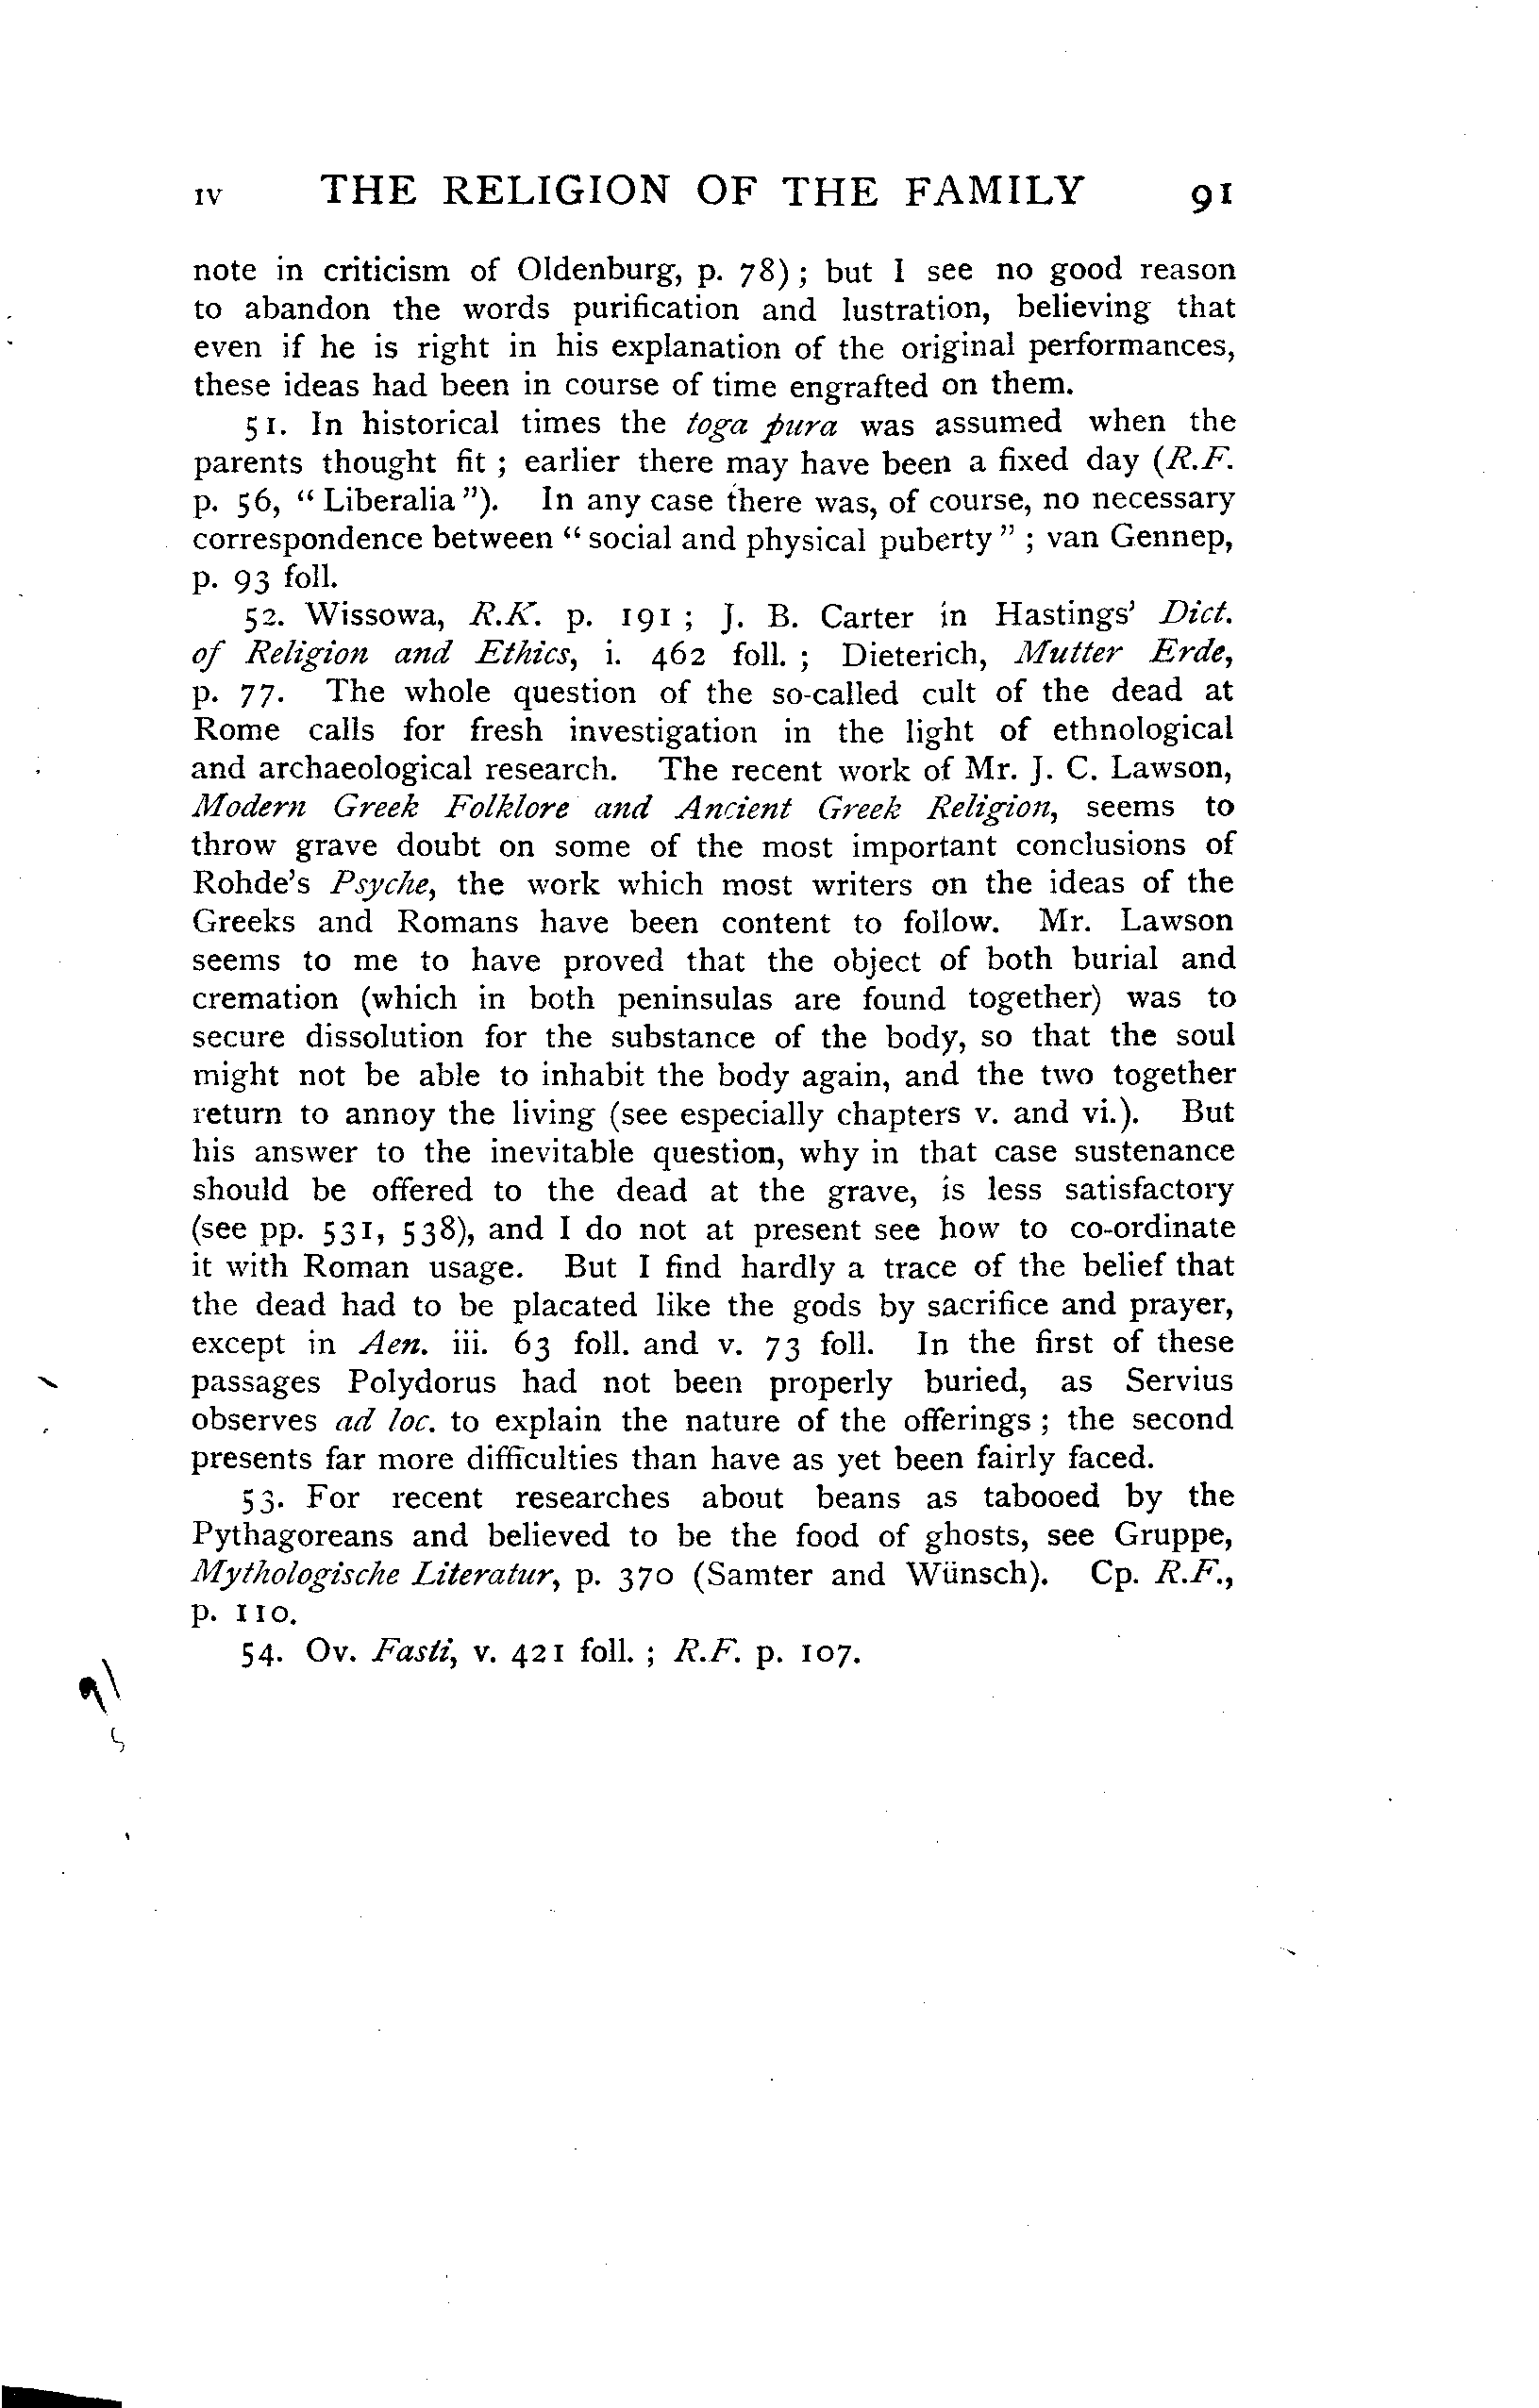 IV THE RELIGION OF THE FAMILY 91
note in criticism of Oldenburg, p. 78); but I see no good reason
to abandon the words purification and lustration, believing that
even if he is right in his explanation of the original performances,
these ideas had been in course of time engrafted on them.
51. In historical times the toga pura was assumed when the
parents thought fit; earlier there may have been a fixed day (R.F.
p. 56, "Liberalia"). In any case there was, of course, no necessary
correspondence between "social and physical puberty"; van Gennep,
p. 93 foll.
52. Wissowa, R.K. p. 191; J. B. Carter in Hastings' Dict.
of Religion and Ethics, i. 462 foll.; Dieterich, Mutter Erde,
p. 77. The whole question of the so-called cult of the dead at
Rome calls for fresh investigation in the light of ethnological
and archaeological research. The recent work of Mr. J. C. Lawson,
Modern Greek Folklore and Ancient Greek Religion, seems to
throw grave doubt on some of the most important conclusions of
Rohde's Psyche, the work which most writers on the ideas of the
Greeks and Romans have been content to follow. Mr. Lawson
seems to me to have proved that the object of both burial and
cremation (which in both peninsulas are found together) was to
secure dissolution for the substance of the body, so that the soul
might not be able to inhabit the body again, and the two together
return to annoy the living (see especially chapters v. and vi.). But
his answer to the inevitable question, why in that case sustenance
should be offered to the dead at the grave, is less satisfactory
(see pp. 531, 538), and I do not at present see how to co-ordinate
it with Roman usage. But I find hardly a trace of the belief that
the dead had to be placated like the gods by sacrifice and prayer,
except in Aen. iii. 63 foll. and v. 73 foll. In the first of these
passages Polydorus had not been properly buried, as Servius
observes ad loc. to explain the nature of the offerings; the second
presents far more difficulties than have as yet been fairly faced.
53. For recent researches about beans as tabooed by the
Pythagoreans and believed to be the food of ghosts, see Gruppe,
Mythologische Literatur, p. 370 (Samter and Wünsch). Cp. R.F.,
p. 110.
54. Ov. Fasti, v. 421 foll.; R.F. p. 107.